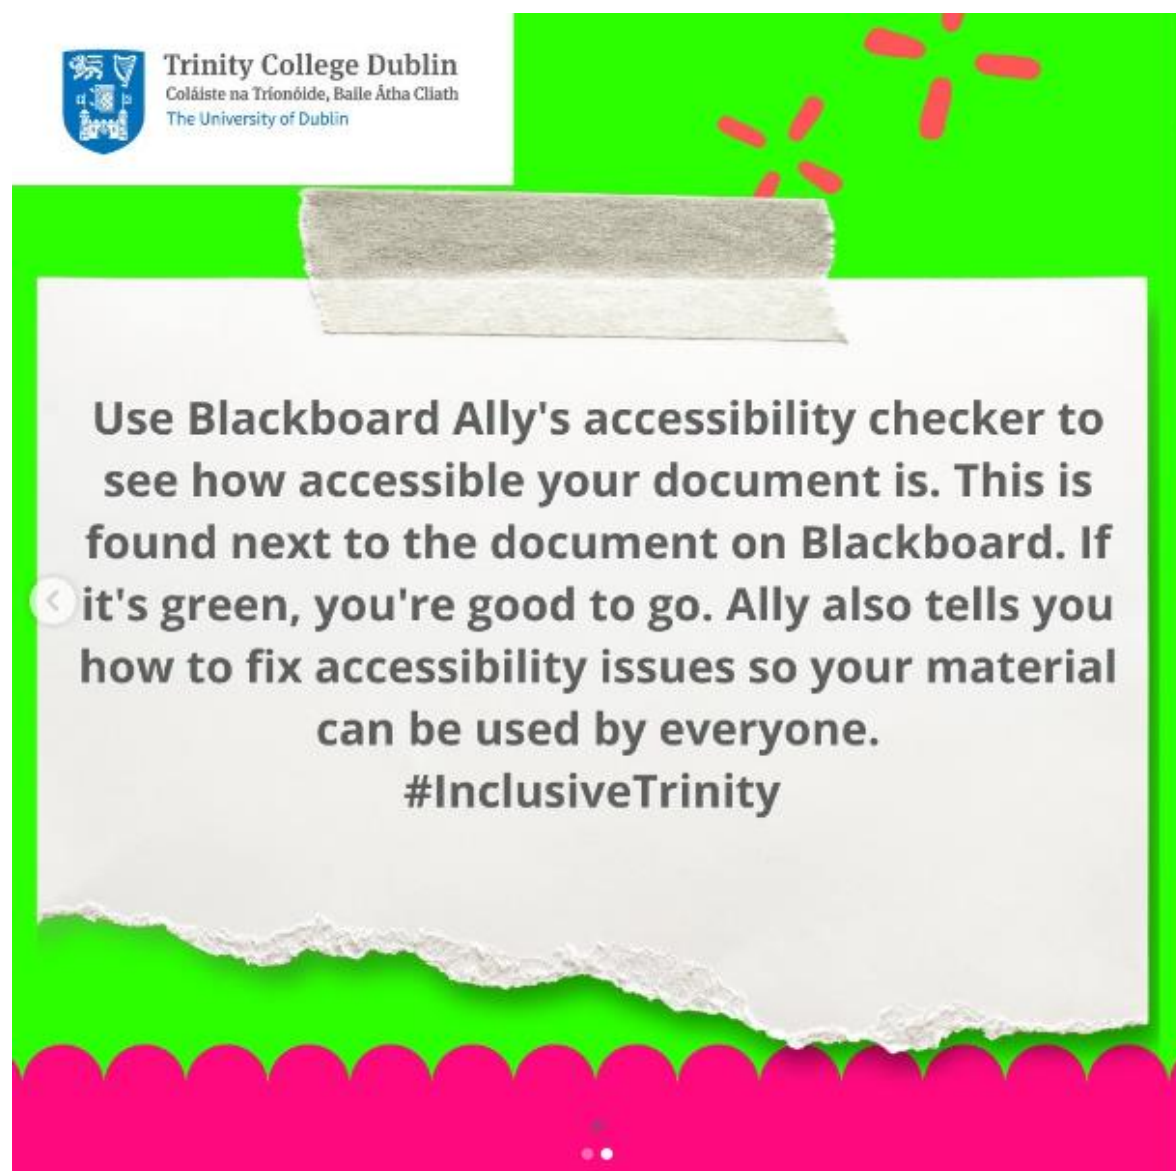 Trinity College Dublin
Coláiste na Tríonóide, Baile Átha Cliath
The University of Dublin
Use Blackboard Ally's accessibility checker to
see how accessible your document is. This is
found next to the document on Blackboard. If
it's green, you're good to go. Ally also tells you
how to fix accessibility issues so your material
can be used by everyone.
#InclusiveTrinity